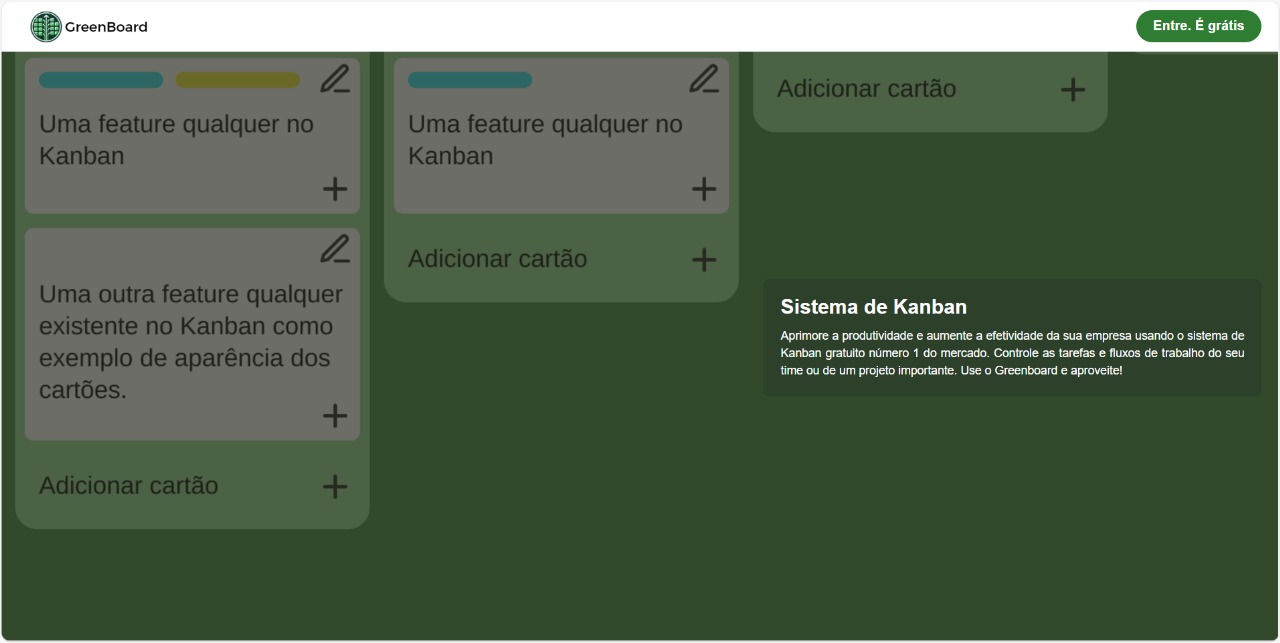 GreenBoard
Entre. É grátis
Uma feature qualquer no
Kanban
Uma outra feature qualquer
existente no Kanban como
exemplo de aparência dos
cartões.
Adicionar cartão
Uma feature qualquer no
Kanban
Adicionar cartão
Adicionar cartão
Sistema de Kanban
Aprimore a produtividade e aumente a efetividade da sua empresa usando o sistema de
Kanban gratuito número 1 do mercado. Controle as tarefas e fluxos de trabalho do seu
time ou de um projeto importante. Use o Greenboard e aproveite!